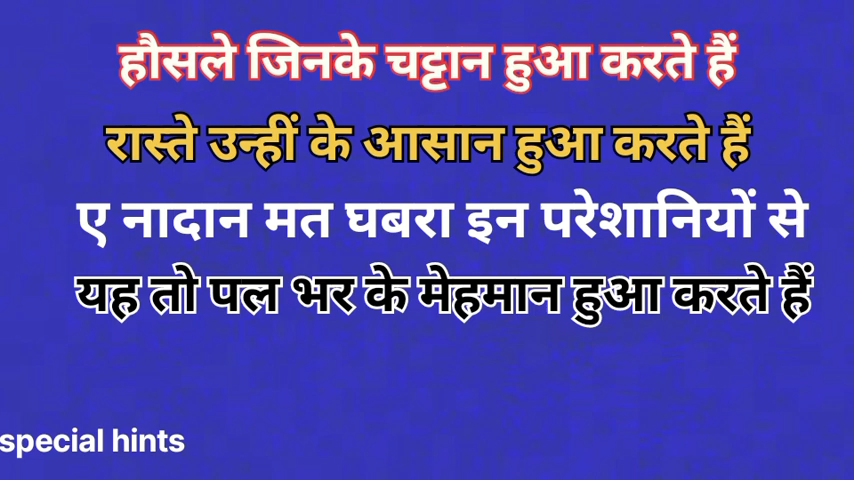 हौसले जिनके चट्टान हुआ करते हैं
रास्ते उन्हीं के आसान हुआ करते हैं
ए नादान मत घबरा इन परेशानियों से
यह तो पल भर के मेहमान हुआ करते हैं
special hints